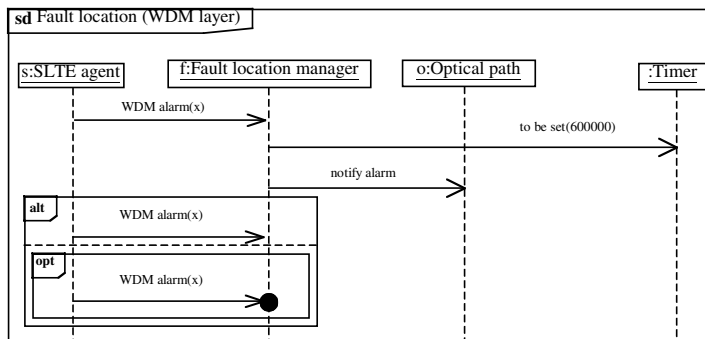 sd Fault location (WDM layer)
s:SLTE agent
f:Fault location manager
o:Optical path
:Timer
WDM alarm(x)
to be set(600000)
notify alarm
alt
WDM alarm(x)
opt
WDM alarm(x)